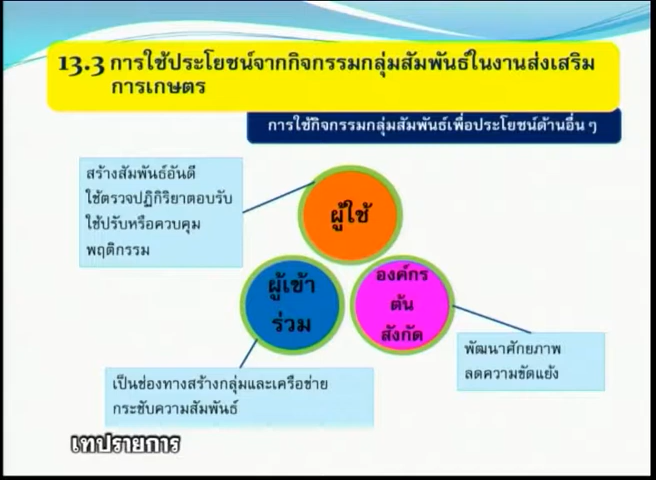 13.3 การใช้ประโยชน์จากกิจกรรมกลุ่มสัมพันธ์ในงานส่งเสริม
การเกษตร
การใช้กิจกรรมกลุ่มสัมพันธ์เพื่อประโยชน์ด้านอื่น ๆ
สร้างสัมพันธ์อันดี
ใช้ตรวจปฏิกิริยาตอบรับ
ใช้ปรับหรือควบคุม
พฤติกรรม
ผู้ใช้
ผู้เข้า
ร่วม
องค์กร
ต้น
สังกัด
พัฒนาศักยภาพ
ลดความขัดแย้ง
เป็นช่องทางสร้างกลุ่มและเครือข่าย
กระชับความสัมพันธ์
เทปรายการ